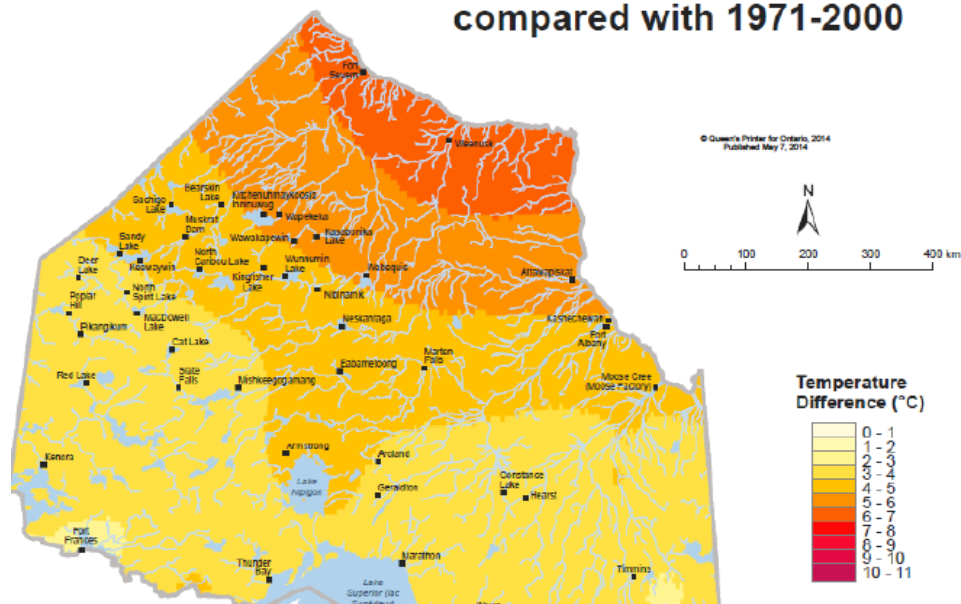 compared with 1971-2000
© Queen's Printer for Ontario, 2014
Published May 7, 2014
N
0 100 200 300 400 km
Fort
Severn
Weenusk
Bearskin
Lake
Kitchenuhmaykoosib
Inninuwug
Sachigo
Lake
Wapekeka
Muskrat
Dam
Kasabonika
Lake
Wawakapewin
Sandy
Lake
Keewaywin
North
Caribou Lake
Wunnumin
Lake
Kingfisher
Lake
Webequie
Deer
Lake
Attawapiskat
North
Spirit Lake
Nibinamik
Poplar
Hill
MacDowell
Lake
Kashechewan
Fort
Albany
Pikangikum
Neskantaga
Cat Lake
Marten
Falls
Eabametoong
Red Lake
Slate
Falls
Mishkeegogamang
Moose Cree
(Moose Factory)
Temperature
Difference (°C)
0 - 1
1 - 2
2 - 3
3 - 4
4 - 5
5 - 6
6 - 7
7 - 8
8 - 9
9 - 10
10 - 11
Armstrong
Aroland
Kenora
Lake
Nipigon
Geraldton
Constance
Lake
Hearst
Fort
Frances
Marathon
Thunder
Bay
Timmins
Lake
Superior (lac